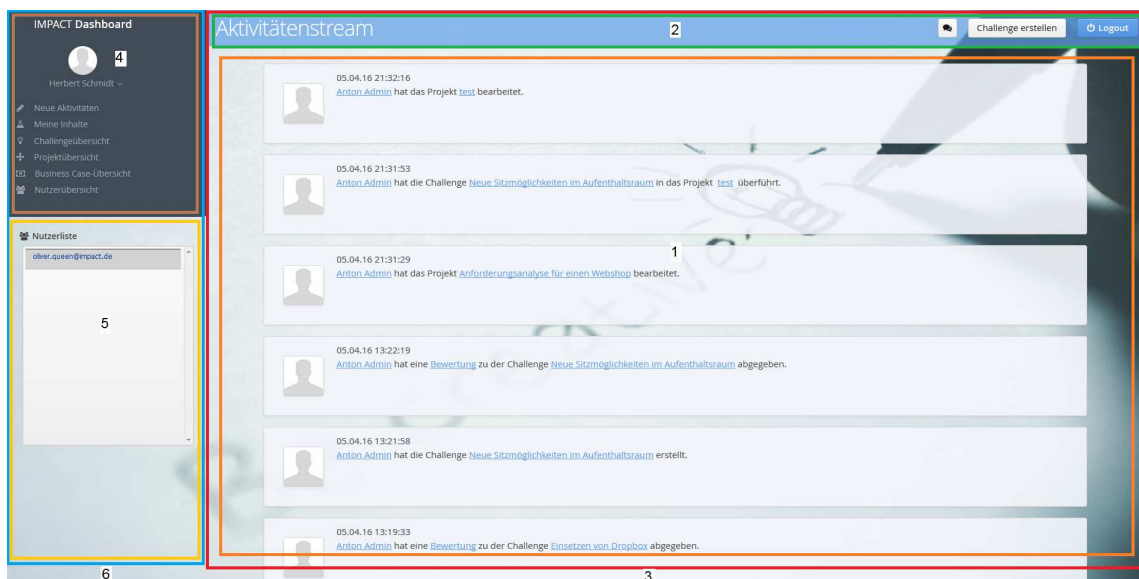 IMPACT Dashboard
4
Herbert Schmidt
Neue Aktivitäten
Meine Inhalte
Challengeübersicht
Projektübersicht
Business Case-Übersicht
Nutzerübersicht
Nutzerliste
oliver.queen@impact.de
5
6
Aktivitätenstream
2
Challenge erstellen
Logout
05.04.16 21:32:16
Anton Admin hat das Projekt test bearbeitet.
05.04.16 21:31:53
Anton Admin hat die Challenge Neue Sitzmöglichkeiten im Aufenthaltsraum in das Projekt test überführt.
1
05.04.16 21:31:29
Anton Admin hat das Projekt Anforderungsanalyse für einen Webshop bearbeitet.
05.04.16 13:22:19
Anton Admin hat eine Bewertung zu der Challenge Neue Sitzmöglichkeiten im Aufenthaltsraum abgegeben.
05.04.16 13:21:58
Anton Admin hat die Challenge Neue Sitzmöglichkeiten im Aufenthaltsraum erstellt.
05.04.16 13:19:33
Anton Admin hat eine Bewertung zu der Challenge Einsetzen von Dropbox abgegeben.
3
creative